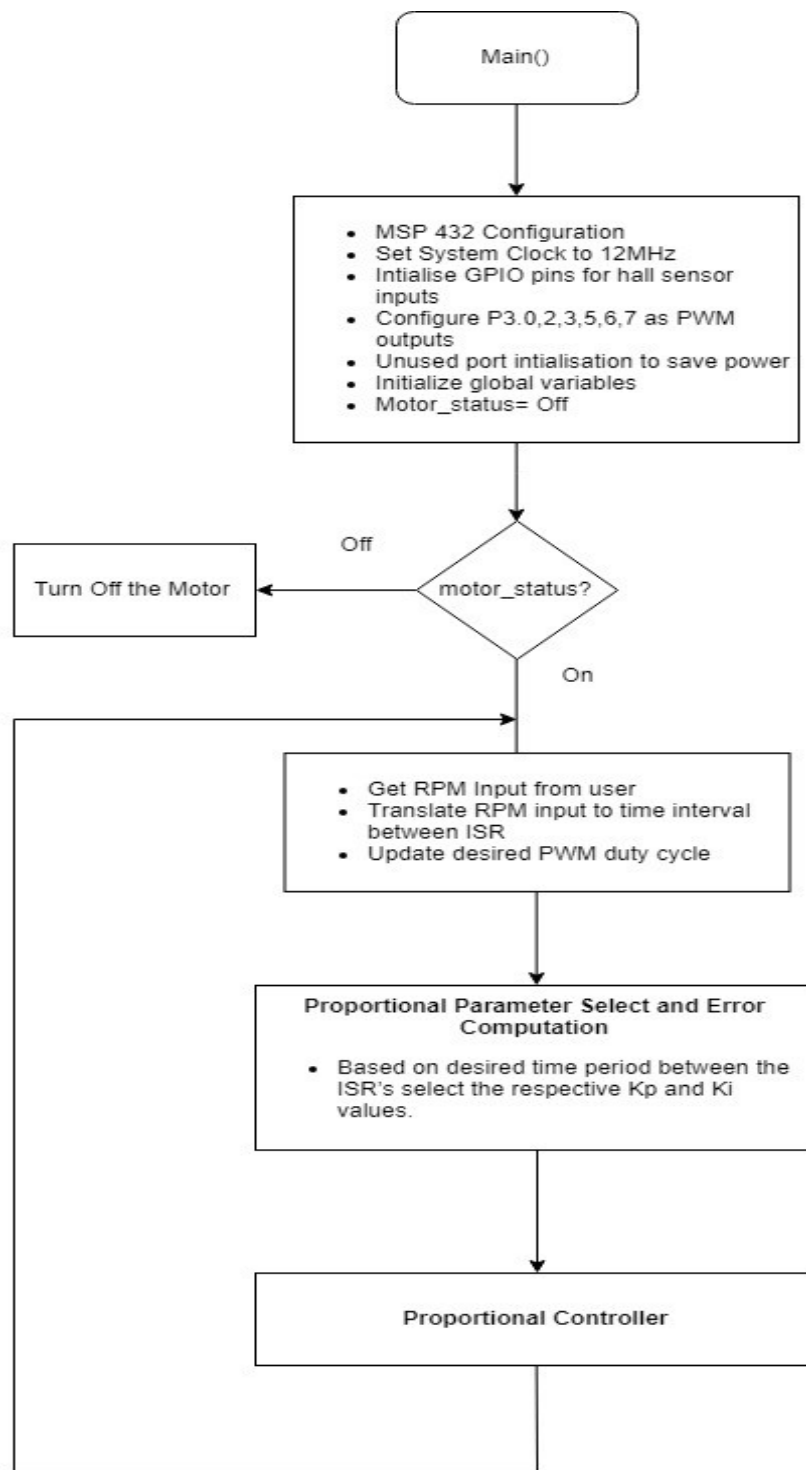 Main()
• MSP 432 Configuration
• Set System Clock to 12MHz
• Intialise GPIO pins for hall sensor
inputs
• Configure P3.0,2,3,5,6,7 as PWM
outputs
• Unused port intialisation to save power
• Initialize global variables
• Motor_status= Off
Off
Turn Off the Motor
motor_status?
On
• Get RPM Input from user
• Translate RPM input to time interval
between ISR
• Update desired PWM duty cycle
Proportional Parameter Select and Error
Computation
• Based on desired time period between the
ISR's select the respective Kp and Ki
values.
Proportional Controller